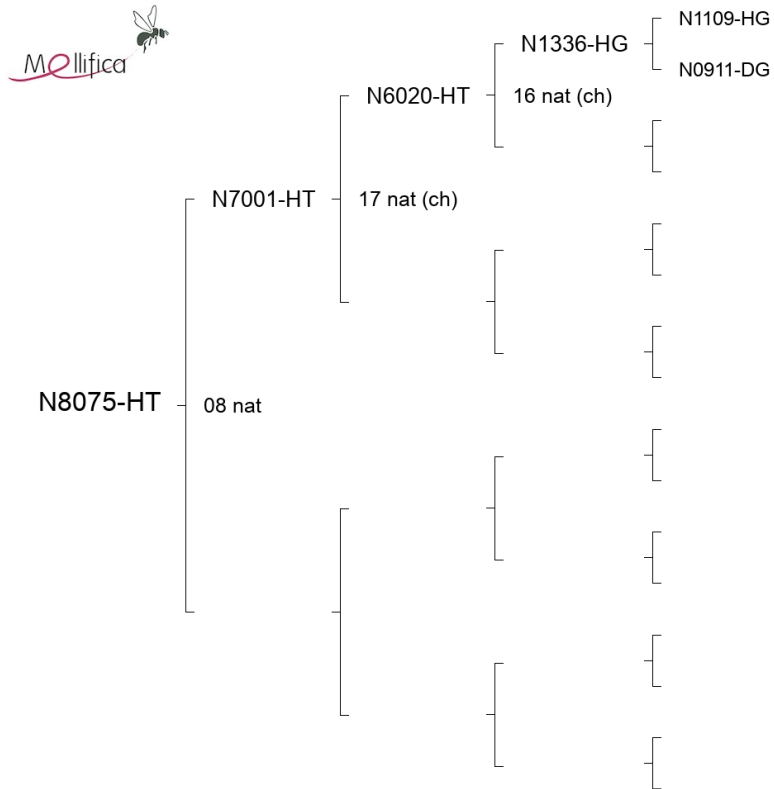 Mellifica
N1109-HG
N1336-HG
N0911-DG
N6020-HT
16 nat (ch)
N7001-HT
17 nat (ch)
N8075-HT
08 nat